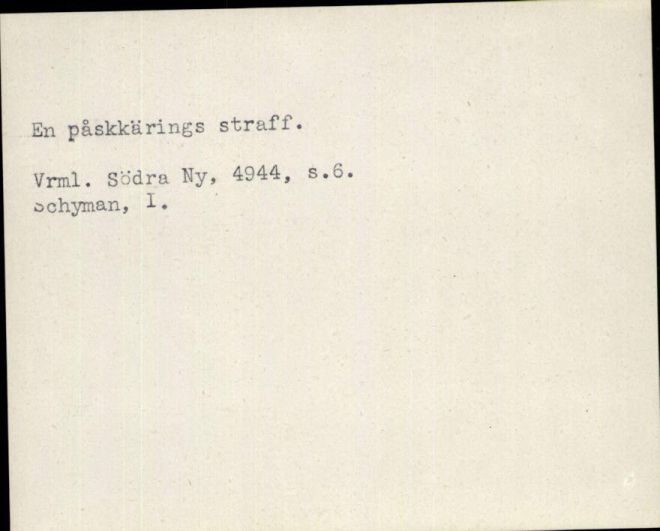 En påskkärings straff.
Vrml. Södra Ny, 4944, s.6.
Schyman, I.